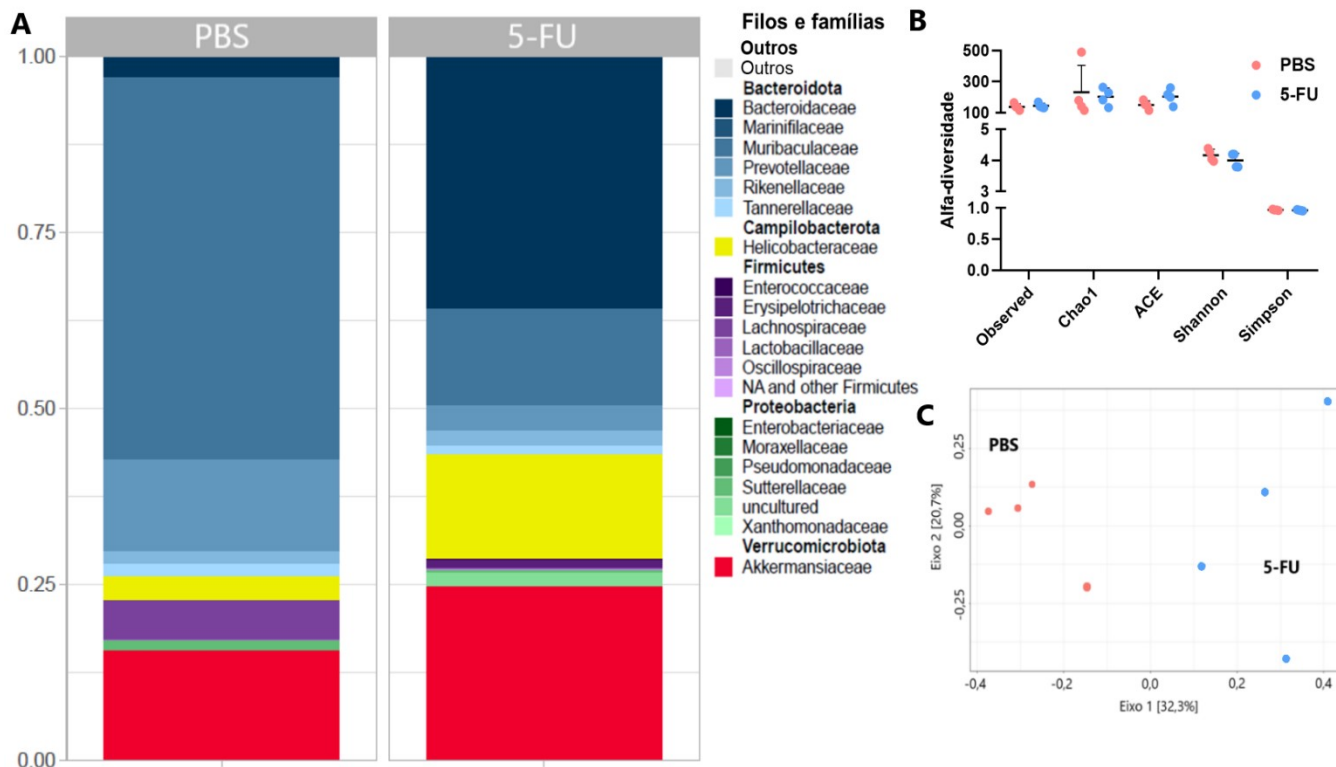 A
PBS
5-FU
1.00
0.75
0.50
0.25
0.00
Filos e famílias
Outros
Outros
Bacteroidota
Bacteroidaceae
Marinifilaceae
Muribaculaceae
Prevotellaceae
Rikenellaceae
Tannerellaceae
Campilobacterota
Helicobacteraceae
Firmicutes
Enterococcaceae
Erysipelotrichaceae
Lachnospiraceae
Lactobacillaceae
Oscillospiraceae
NA and other Firmicutes
Proteobacteria
Enterobacteriaceae
Moraxellaceae
Pseudomonadaceae
Sutterellaceae
uncultured
Xanthomonadaceae
Verrucomicrobiota
Akkermansiaceae
B
Alfa-diversidade
500
300
100
5
4
3
1.0
0.5
0.0
Observed
Chao1
ACE
Shannon
Simpson
PBS
5-FU
C
PBS
5-FU
Eixo 2 [20,7%]
0,25
0,00
-0,25
-0,4
-0,2
0,0
0,2
0,4
Eixo 1 [32,3%]